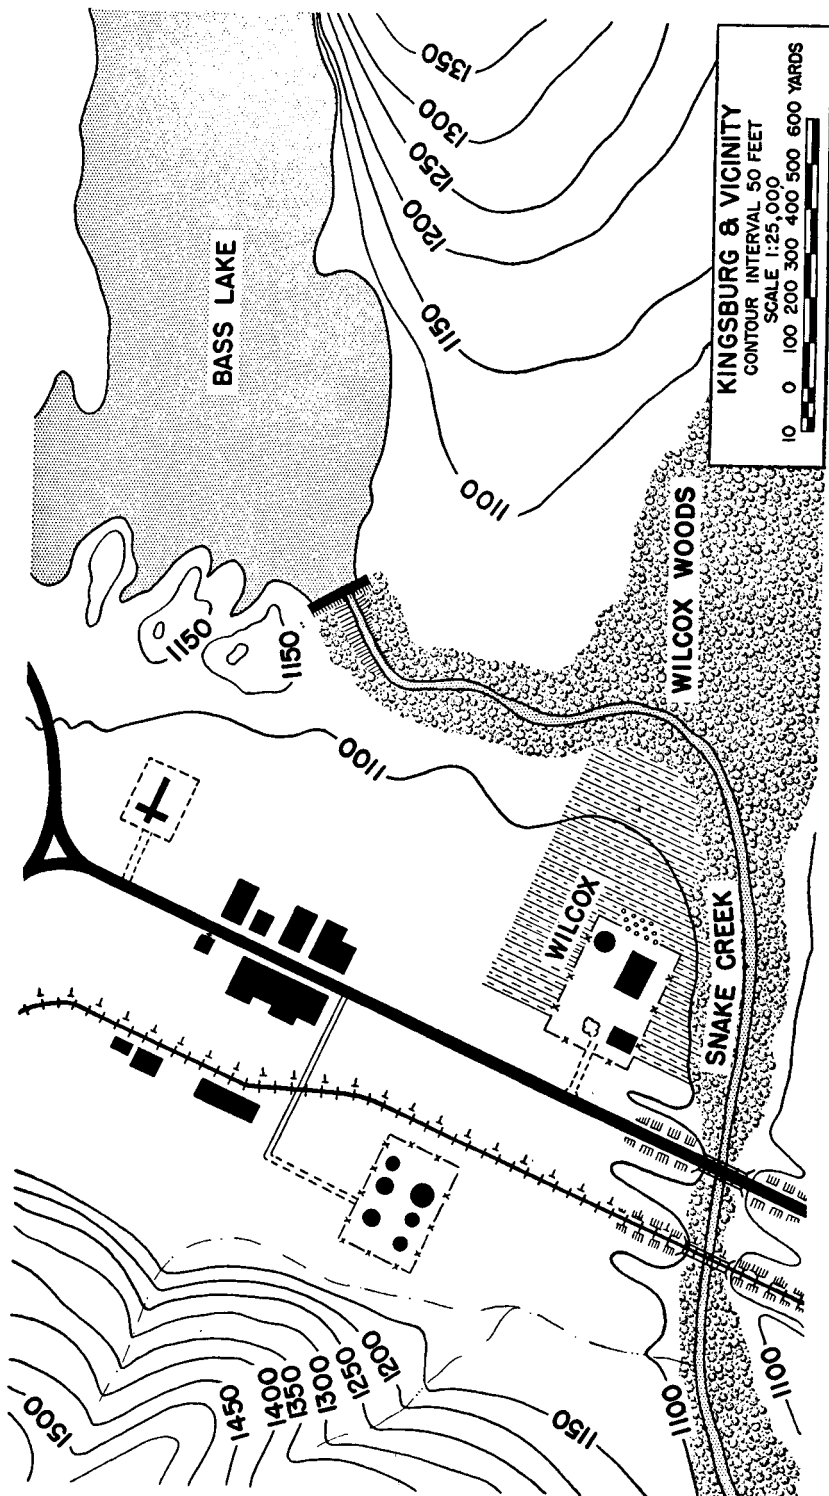 BASS LAKE
1350
1300
1250
1200
1150
1100
1150
1150
1100
WILCOX
WILCOX WOODS
SNAKE CREEK
1500
1450
1400
1350
1300
1250
1200
1150
1100
1100
KINGSBURG & VICINITY
CONTOUR INTERVAL 50 FEET
SCALE 1:25,000
10 0 100 200 300 400 500 600 YARDS